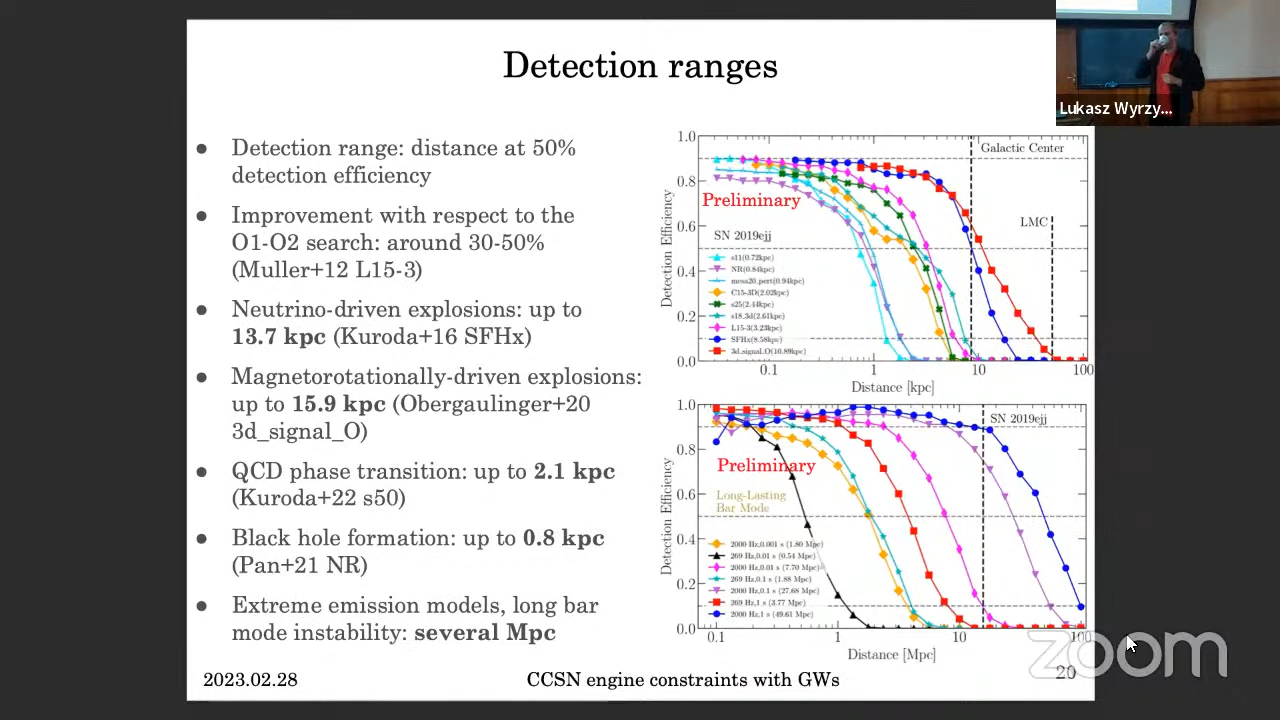 Detection ranges
Lukasz Wyrzy...
● Detection range: distance at 50%
detection efficiency
● Improvement with respect to the
O1-O2 search: around 30-50%
(Muller+12 L15-3)
● Neutrino-driven explosions: up to
13.7 kpc (Kuroda+16 SFHx)
● Magnetorotationally-driven explosions:
up to 15.9 kpc (Obergaulinger+20
3d_signal_O)
● QCD phase transition: up to 2.1 kpc
(Kuroda+22 s50)
● Black hole formation: up to 0.8 kpc
(Pan+21 NR)
● Extreme emission models, long bar
mode instability: several Mpc
1.0
0.8
0.6
0.4
0.2
0.0
Detection Efficiency
Galactic Center
Preliminary
LMC
SN 2019ejj
s11(0.72kpc)
NR(0.84kpc)
mesa20_pert(0.94kpc)
C15-3D(2.02kpc)
s25(2.44kpc)
s18_3d(2.61kpc)
L15-3(3.23kpc)
SFHx(8.58kpc)
3d_signal_O(10.89kpc)
0.1 1 10 100
Distance [kpc]
1.0
0.8
0.6
0.4
0.2
0.0
Detection Efficiency
SN 2019ejj
Preliminary
Long-Lasting
Bar Mode
2000 Hz,0.001 s (1.80 Mpc)
269 Hz,0.01 s (0.54 Mpc)
2000 Hz,0.01 s (7.70 Mpc)
269 Hz,0.1 s (1.88 Mpc)
2000 Hz,0.1 s (27.68 Mpc)
269 Hz,1 s (3.77 Mpc)
2000 Hz,1 s (49.61 Mpc)
0.1 1 10 100
Distance [Mpc]
zoom
2023.02.28
CCSN engine constraints with GWs
20